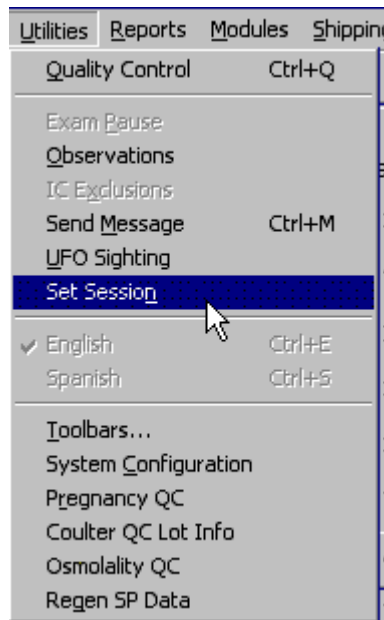 Utilities Reports Modules Shippin
Quality Control Ctrl+Q
Exam Pause
Observations
IC Exclusions
Send Message Ctrl+M
UFO Sighting
Set Session
English Ctrl+E
Spanish Ctrl+S
Toolbars...
System Configuration
Pregnancy QC
Coulter QC Lot Info
Osmolality QC
Regen SP Data